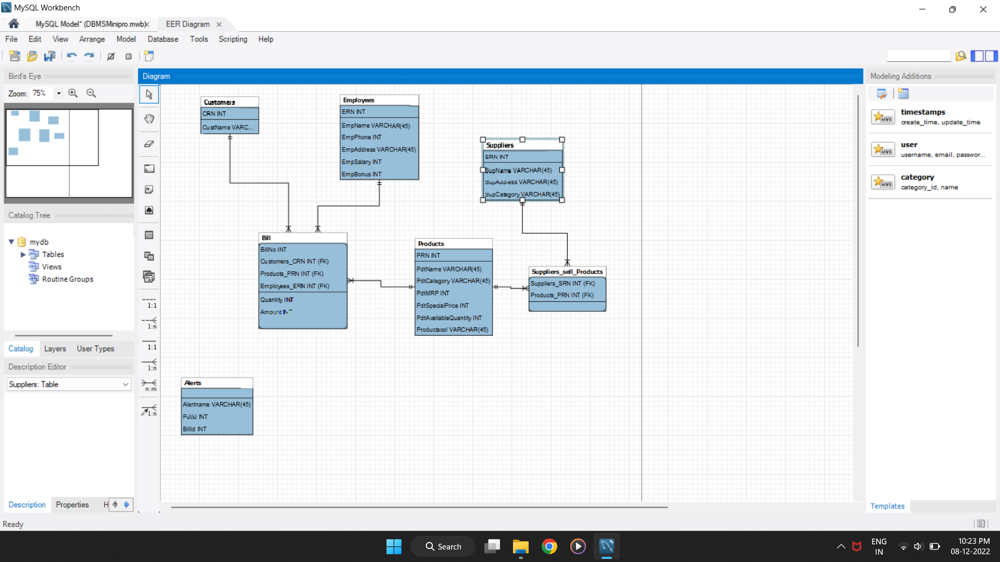 MySQL Workbench
MySQL Model* (DBMSMinipro.mwb)
EER Diagram
File Edit View Arrange Model Database Tools Scripting Help
Bird's Eye
Zoom: 75%
Catalog Tree
mydb
Tables
Views
Routine Groups
Catalog Layers User Types
Description Editor
Suppliers: Table
Description Properties H
Ready
Diagram
1:1
1:n
1:1
1:n
n:m
1:n
Customers
CRN INT
CustName VARC...
Employees
ERN INT
EmpName VARCHAR(45)
EmpPhone INT
EmpAddress VARCHAR(45)
EmpSalary INT
EmpBonus INT
Suppliers
SRN INT
SupName VARCHAR(45)
SupAddress VARCHAR(45)
SupCategory VARCHAR(45)
Bill
BillNo INT
Customers_CRN INT (FK)
Products_PRN INT (FK)
Employees_ERN INT (FK)
Quantity INT
Amount INT
Products
PRN INT
PdtName VARCHAR(45)
PdtCategory VARCHAR(45)
PdtMRP INT
PdtSpecialPrice INT
PdtAvailableQuantity INT
Productscol VARCHAR(45)
Suppliers_sell_Products
Suppliers_SRN INT (FK)
Products_PRN INT (FK)
Alerts
Alertname VARCHAR(45)
PdtId INT
Billid INT
Modeling Additions
MWB
timestamps
create_time, update_time
MWB
user
username, email, passwor...
MWB
category
category_id, name
Templates
Search
ENG
IN
10:23 PM
08-12-2022